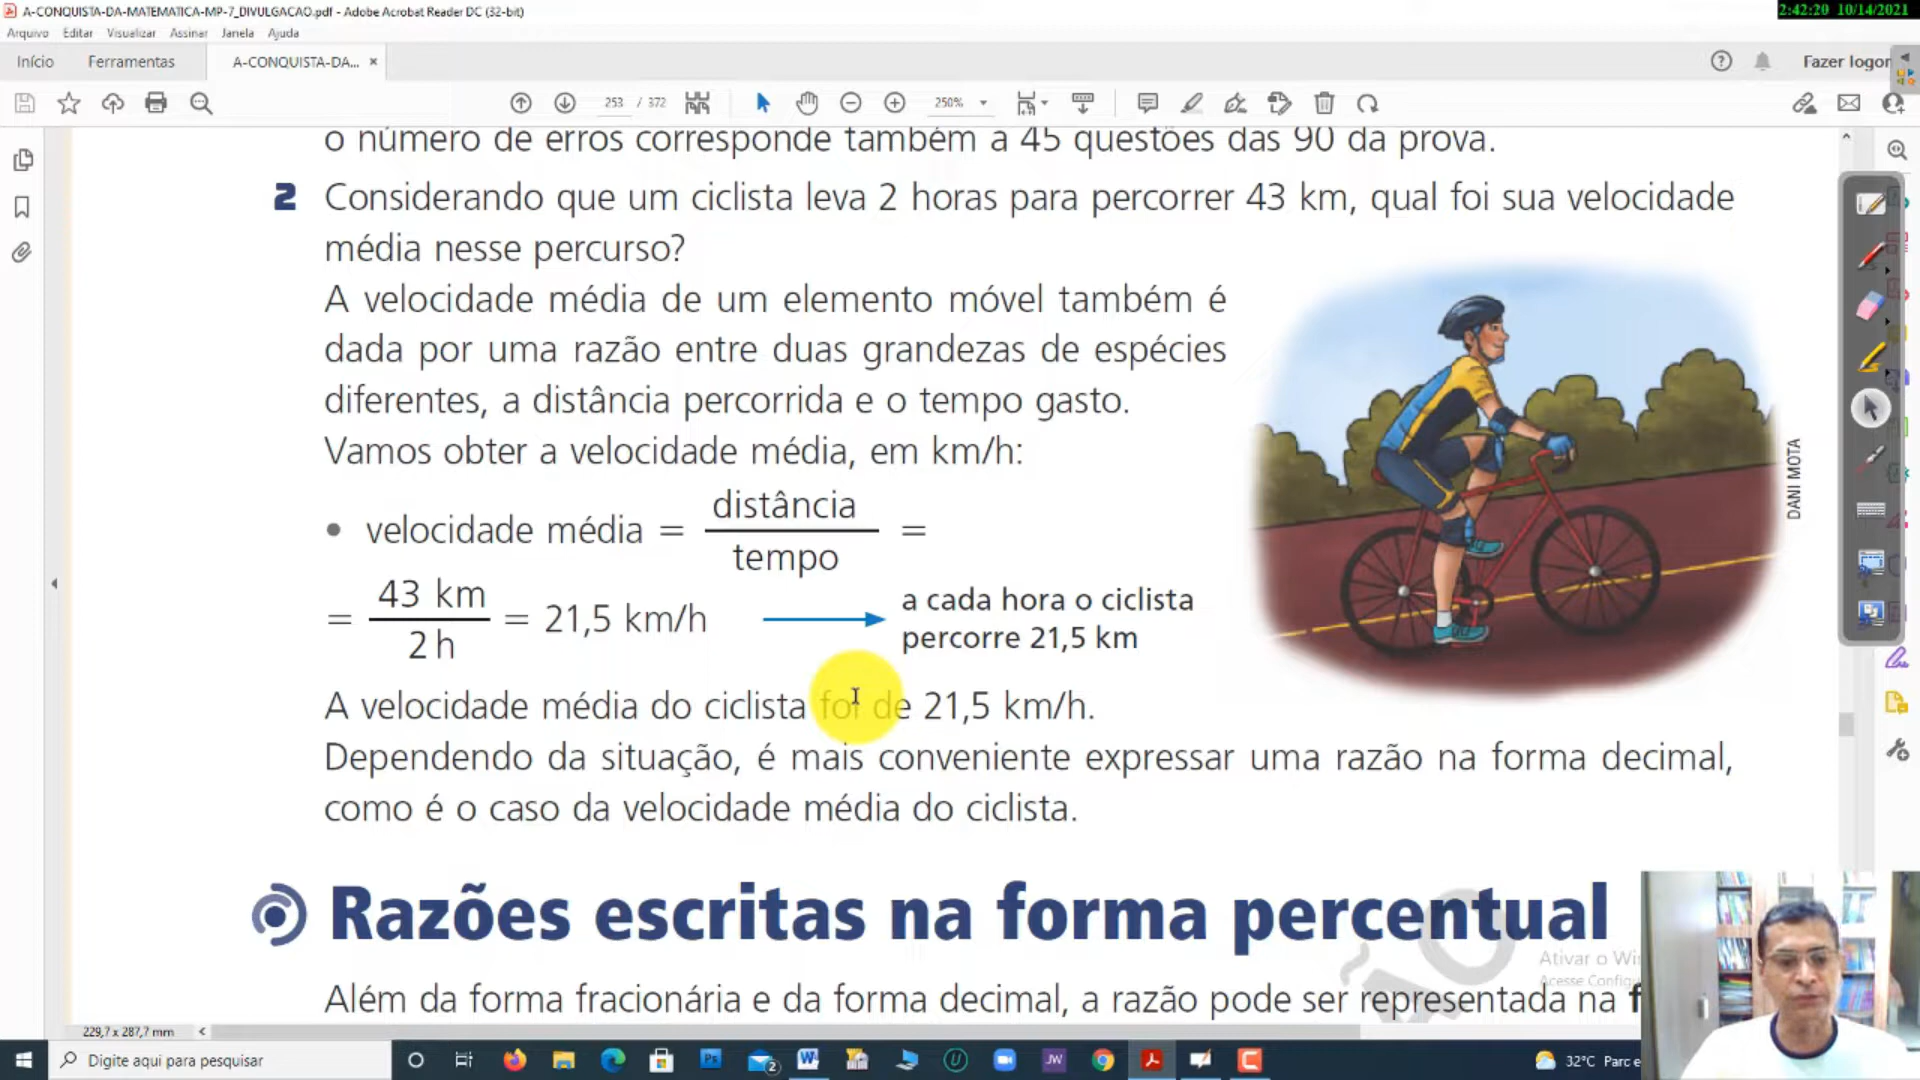 A-CONQUISTA-DA-MATEMATICA-MP-7_DIVULGACAO.pdf - Adobe Acrobat Reader DC (32-bit)
2:42:20 10/14/2021
Arquivo Editar Visualizar Assinar Janela Ajuda
Início Ferramentas A-CONQUISTA-DA... × Fazer logon
253 / 372 250%
o número de erros corresponde também a 45 questões das 90 da prova.
2 Considerando que um ciclista leva 2 horas para percorrer 43 km, qual foi sua velocidade
média nesse percurso?
A velocidade média de um elemento móvel também é
dada por uma razão entre duas grandezas de espécies
diferentes, a distância percorrida e o tempo gasto.
Vamos obter a velocidade média, em km/h:
• velocidade média = distância / tempo =
= 43 km / 2 h = 21,5 km/h
a cada hora o ciclista
percorre 21,5 km
DANI MOTA
A velocidade média do ciclista foi de 21,5 km/h.
Dependendo da situação, é mais conveniente expressar uma razão na forma decimal,
como é o caso da velocidade média do ciclista.
Razões escritas na forma percentual
Ativar o Wi
Acesse Config
Além da forma fracionária e da forma decimal, a razão pode ser representada na f
229,7 x 287,7 mm
Digite aqui para pesquisar
Ps
2
W
JW
32°C Parc e